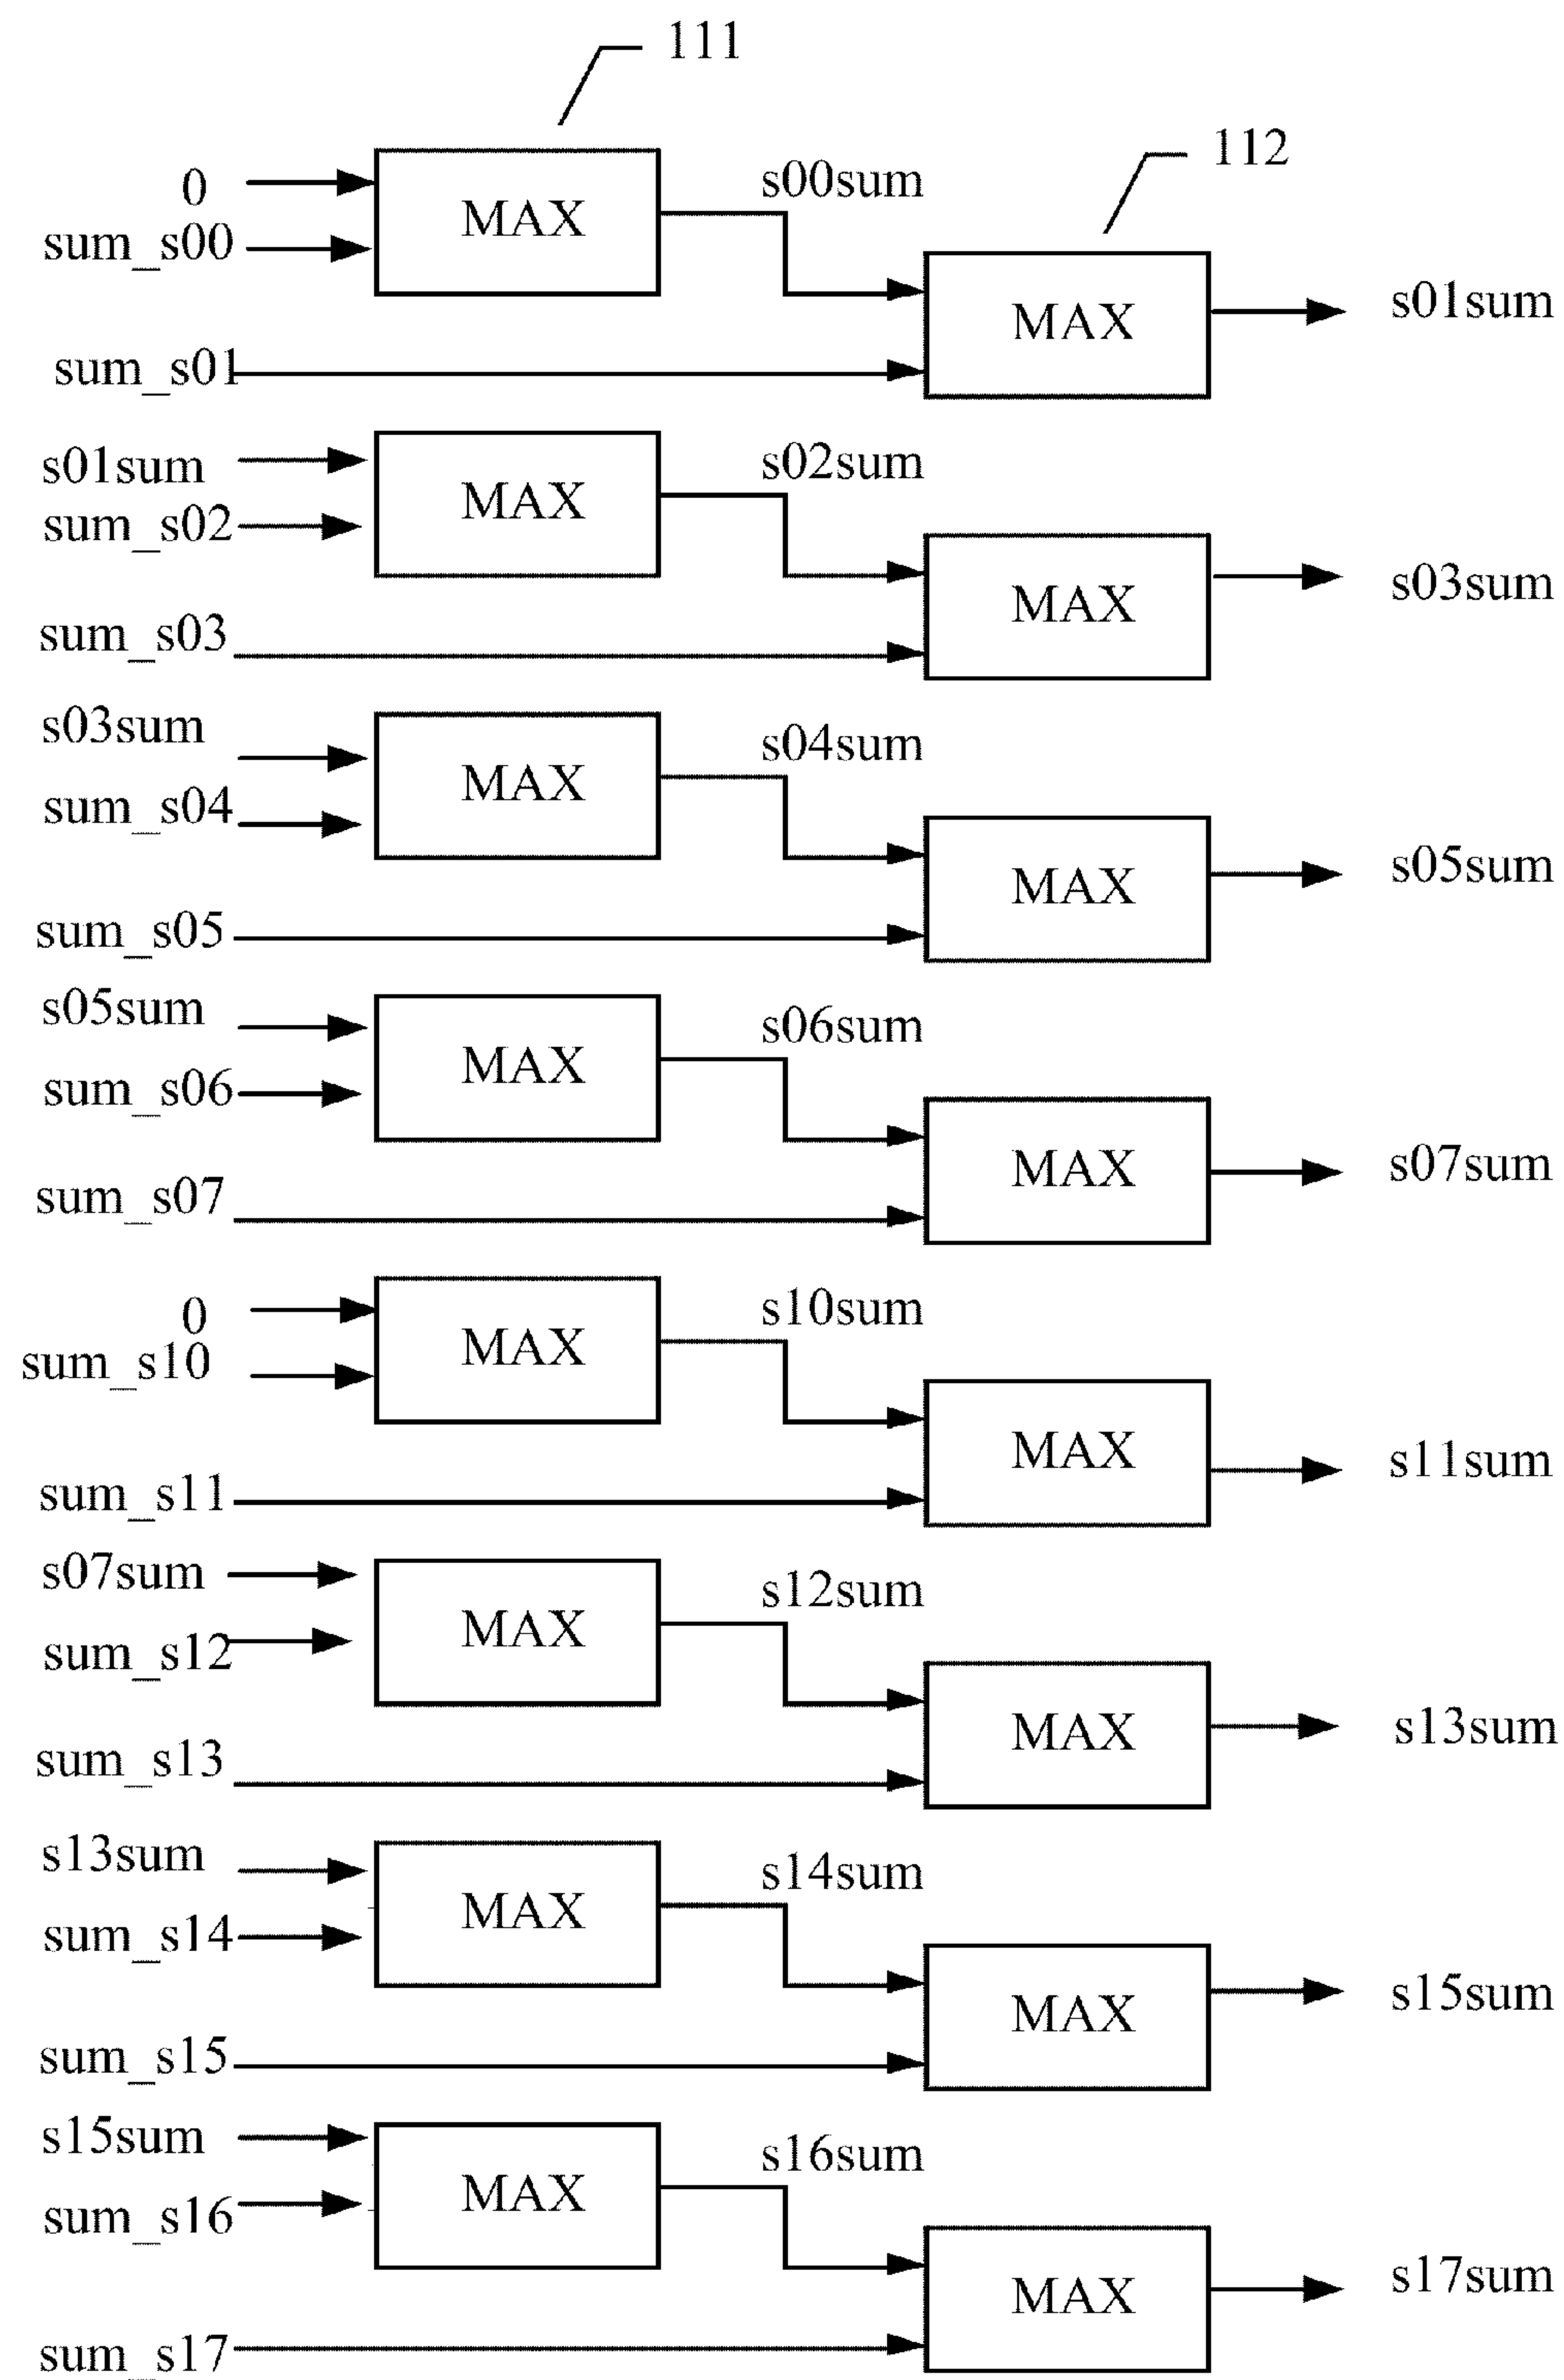 111
112
0
sum_s00
MAX
s00sum
sum_s01
MAX
s01sum
s01sum
sum_s02
MAX
s02sum
sum_s03
MAX
s03sum
s03sum
sum_s04
MAX
s04sum
sum_s05
MAX
s05sum
s05sum
sum_s06
MAX
s06sum
sum_s07
MAX
s07sum
0
sum_s10
MAX
s10sum
sum_s11
MAX
s11sum
s07sum
sum_s12
MAX
s12sum
sum_s13
MAX
s13sum
s13sum
sum_s14
MAX
s14sum
sum_s15
MAX
s15sum
s15sum
sum_s16
MAX
s16sum
sum_s17
MAX
s17sum